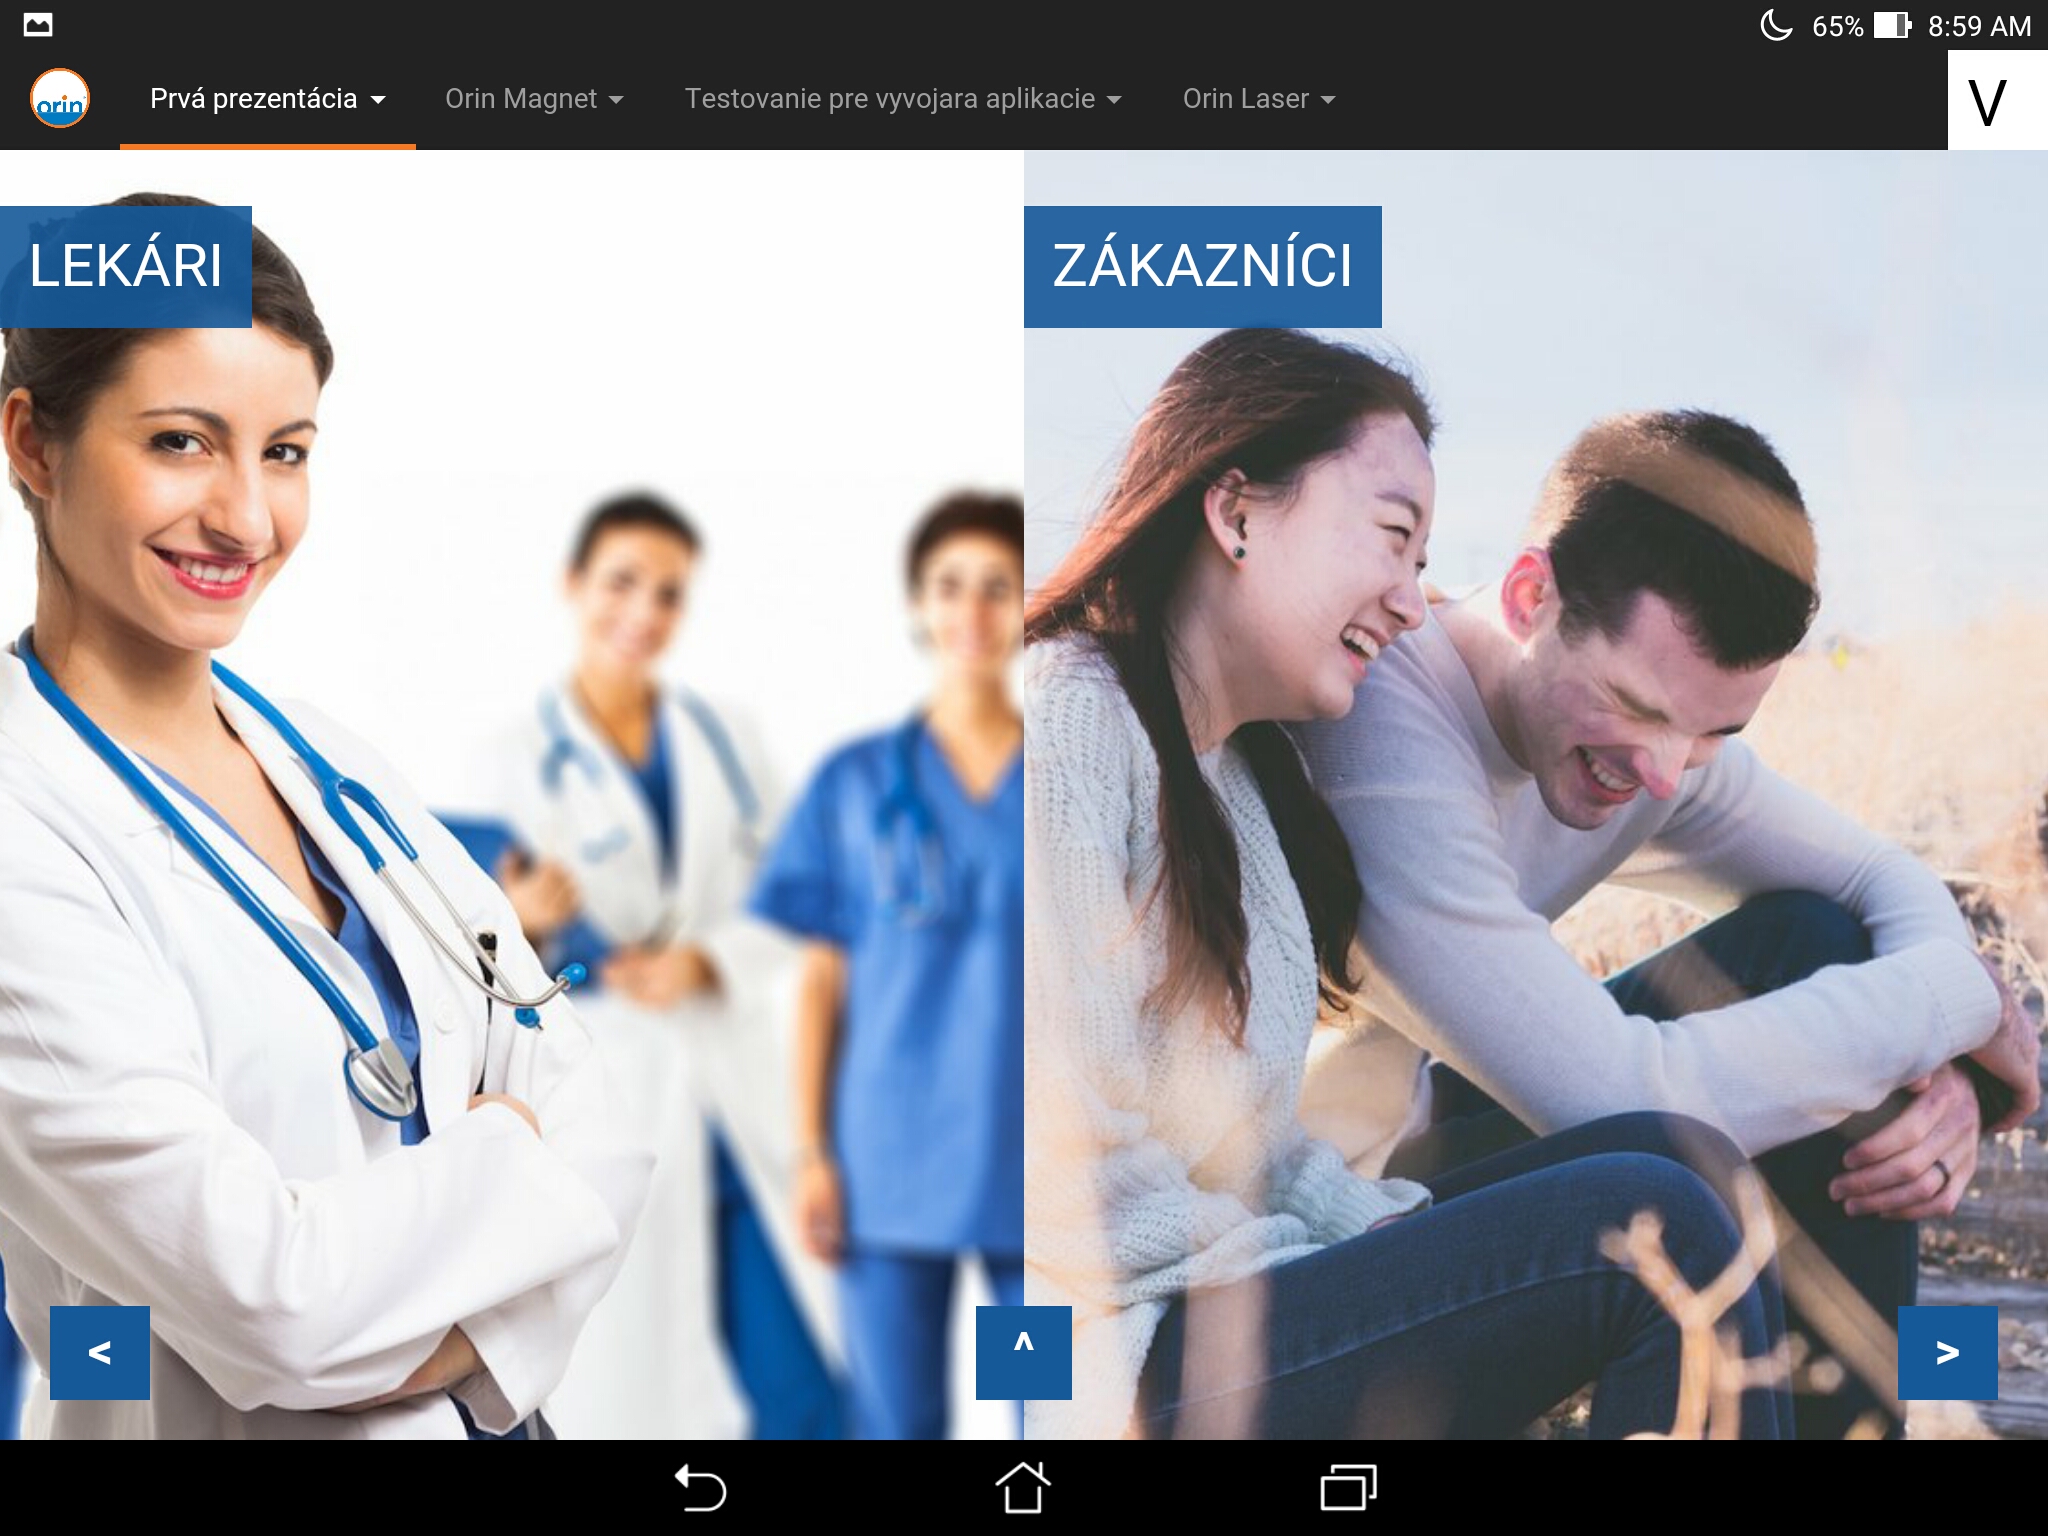 65% 8:59 AM
orin
Prvá prezentácia
Orin Magnet
Testovanie pre vyvojara aplikacie
Orin Laser
V
LEKÁRI
ZÁKAZNÍCI
<
^
>